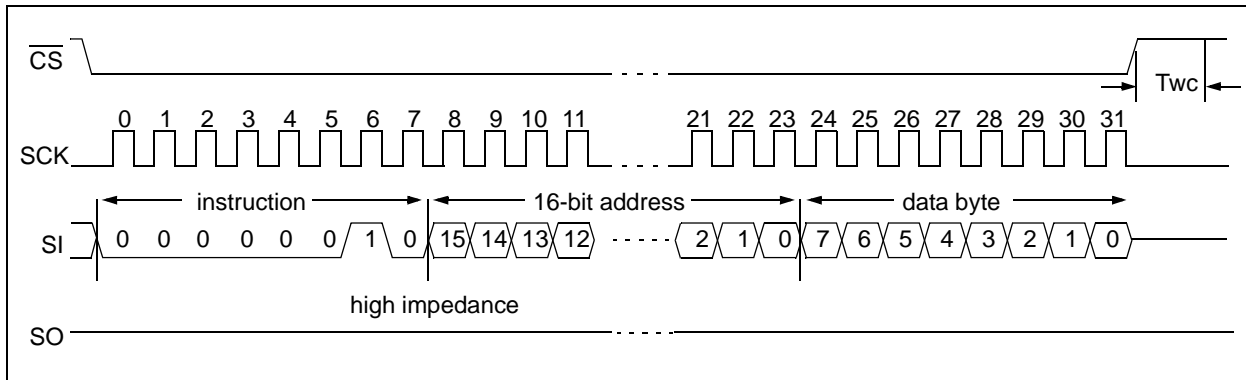 CS
Twc
0 1 2 3 4 5 6 7 8 9 10 11 21 22 23 24 25 26 27 28 29 30 31
SCK
instruction 16-bit address data byte
SI 0 0 0 0 0 0 1 0 15 14 13 12 2 1 0 7 6 5 4 3 2 1 0
high impedance
SO